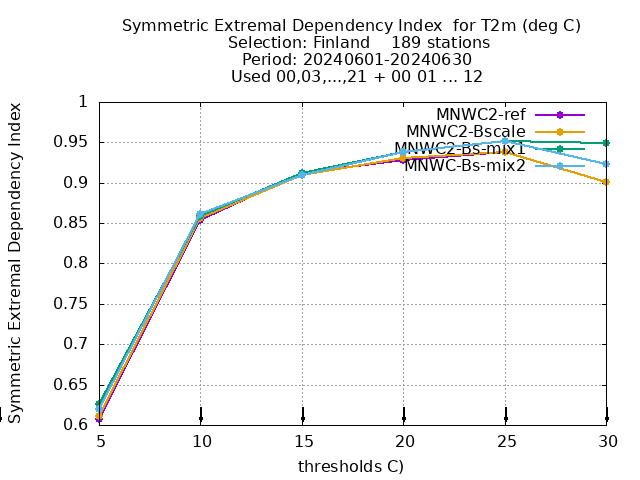 Symmetric Extremal Dependency Index  for T2m (deg C)
Selection: Finland    189 stations
Period: 20240601-20240630
Used 00,03,...,21 + 00 01 ... 12
Symmetric Extremal Dependency Index
1
0.95
0.9
0.85
0.8
0.75
0.7
0.65
0.6
MNWC2-ref
MNWC2-Bscale
MNWC2-Bs-mix1
MNWC-Bs-mix2
5 10 15 20 25 30
thresholds C)